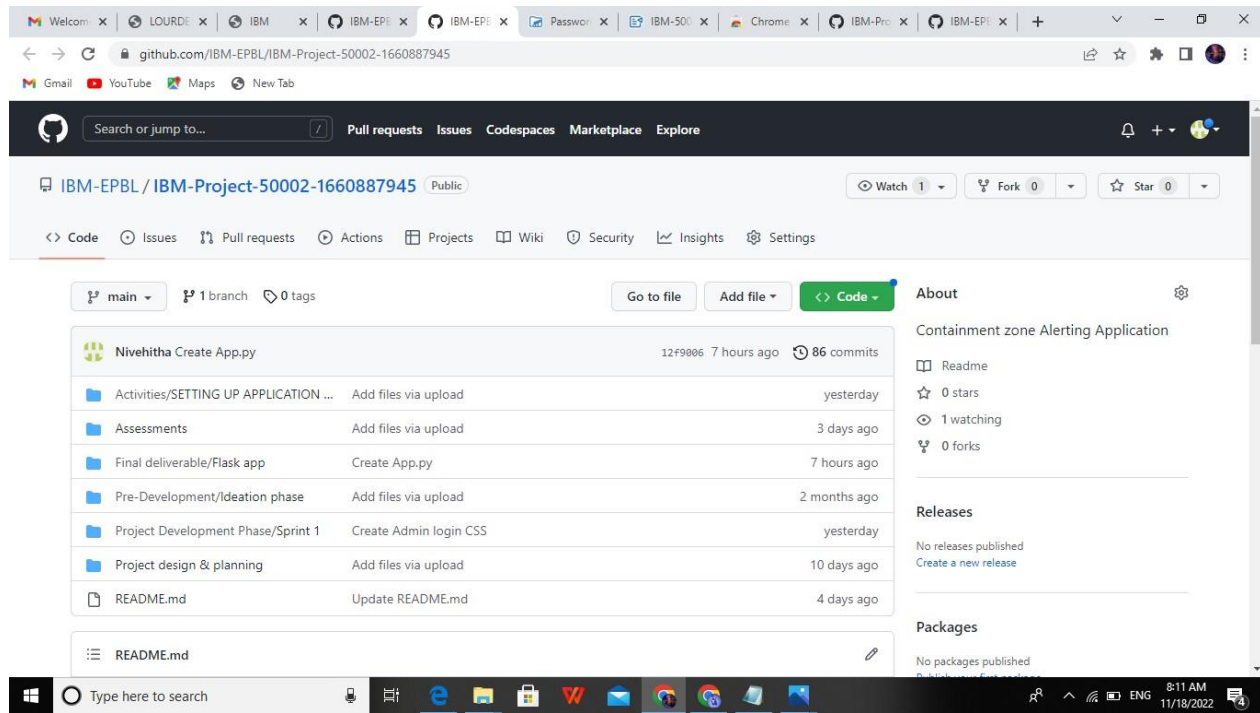 Welcom LOURDE IBM IBM-EPE IBM-EPE Passwor IBM-500 Chrome IBM-Pro IBM-EPE
github.com/IBM-EPBL/IBM-Project-50002-1660887945
Gmail YouTube Maps New Tab
Search or jump to... / Pull requests Issues Codespaces Marketplace Explore
IBM-EPBL / IBM-Project-50002-1660887945 Public Watch 1 Fork 0 Star 0
<> Code Issues Pull requests Actions Projects Wiki Security Insights Settings
main 1 branch 0 tags Go to file Add file <> Code
Nivehitha Create App.py 12f9006 7 hours ago 86 commits
Activities/SETTING UP APPLICATION ... Add files via upload yesterday
Assessments Add files via upload 3 days ago
Final deliverable/Flask app Create App.py 7 hours ago
Pre-Development/Ideation phase Add files via upload 2 months ago
Project Development Phase/Sprint 1 Create Admin login CSS yesterday
Project design & planning Add files via upload 10 days ago
README.md Update README.md 4 days ago
README.md
About
Containment zone Alerting Application
Readme
0 stars
1 watching
0 forks
Releases
No releases published
Create a new release
Packages
No packages published
Publish your first package
Type here to search ENG 8:11 AM
11/18/2022 4